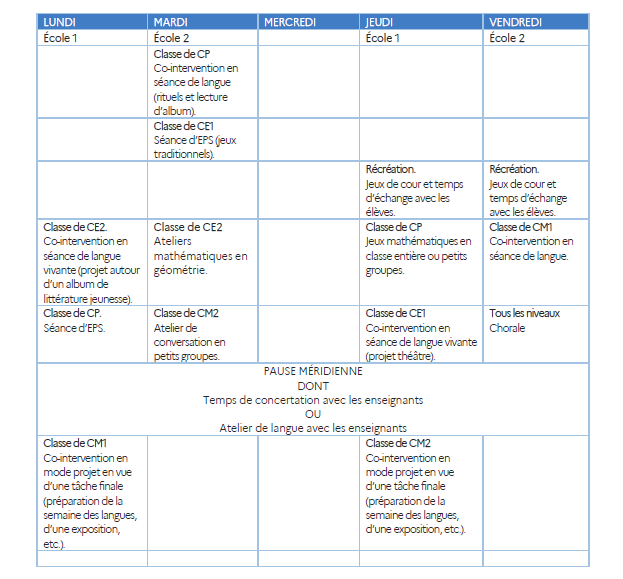 LUNDI MARDI MERCREDI JEUDI VENDREDI
École 1 École 2 École 1 École 2
Classe de CP
Co-intervention en
séance de langue
(rituels et lecture
d'album).
Classe de CE1
Séance d'EPS (jeux
traditionnels).
Récréation.
Jeux de cour et temps
d'échange avec les
élèves.
Récréation.
Jeux de cour et
temps d'échange
avec les élèves.
Classe de CE2.
Co-intervention en
séance de langue
vivante (projet autour
d'un album de
littérature jeunesse).
Classe de CE2
Ateliers
mathématiques en
géométrie.
Classe de CP
Jeux mathématiques en
classe entière ou petits
groupes.
Classe de CM1
Co-intervention en
séance de langue.
Classe de CP.
Séance d'EPS.
Classe de CM2
Atelier de
conversation en
petits groupes.
Classe de CE1
Co-intervention en
séance de langue vivante
(projet théâtre).
Tous les niveaux
Chorale
PAUSE MÉRIDIENNE
DONT
Temps de concertation avec les enseignants
OU
Atelier de langue avec les enseignants
Classe de CM1
Co-intervention en
mode projet en vue
d'une tâche finale
(préparation de la
semaine des langues,
d'une exposition,
etc.).
Classe de CM2
Co-intervention en
mode projet en vue
d'une tâche finale
(préparation de la
semaine des langues,
d'une exposition, etc.).